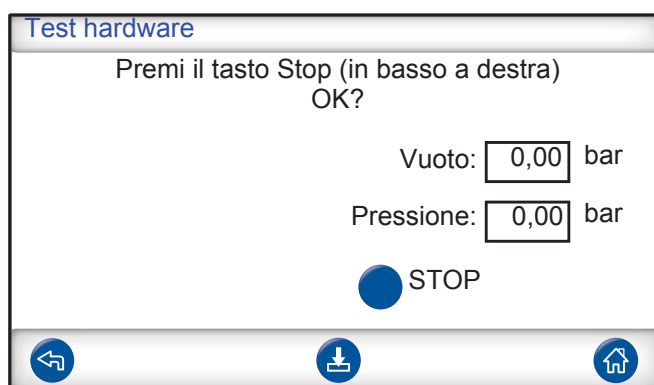 Test hardware
Premi il tasto Stop (in basso a destra)
OK?
Vuoto: 0,00 bar
Pressione: 0,00 bar
STOP